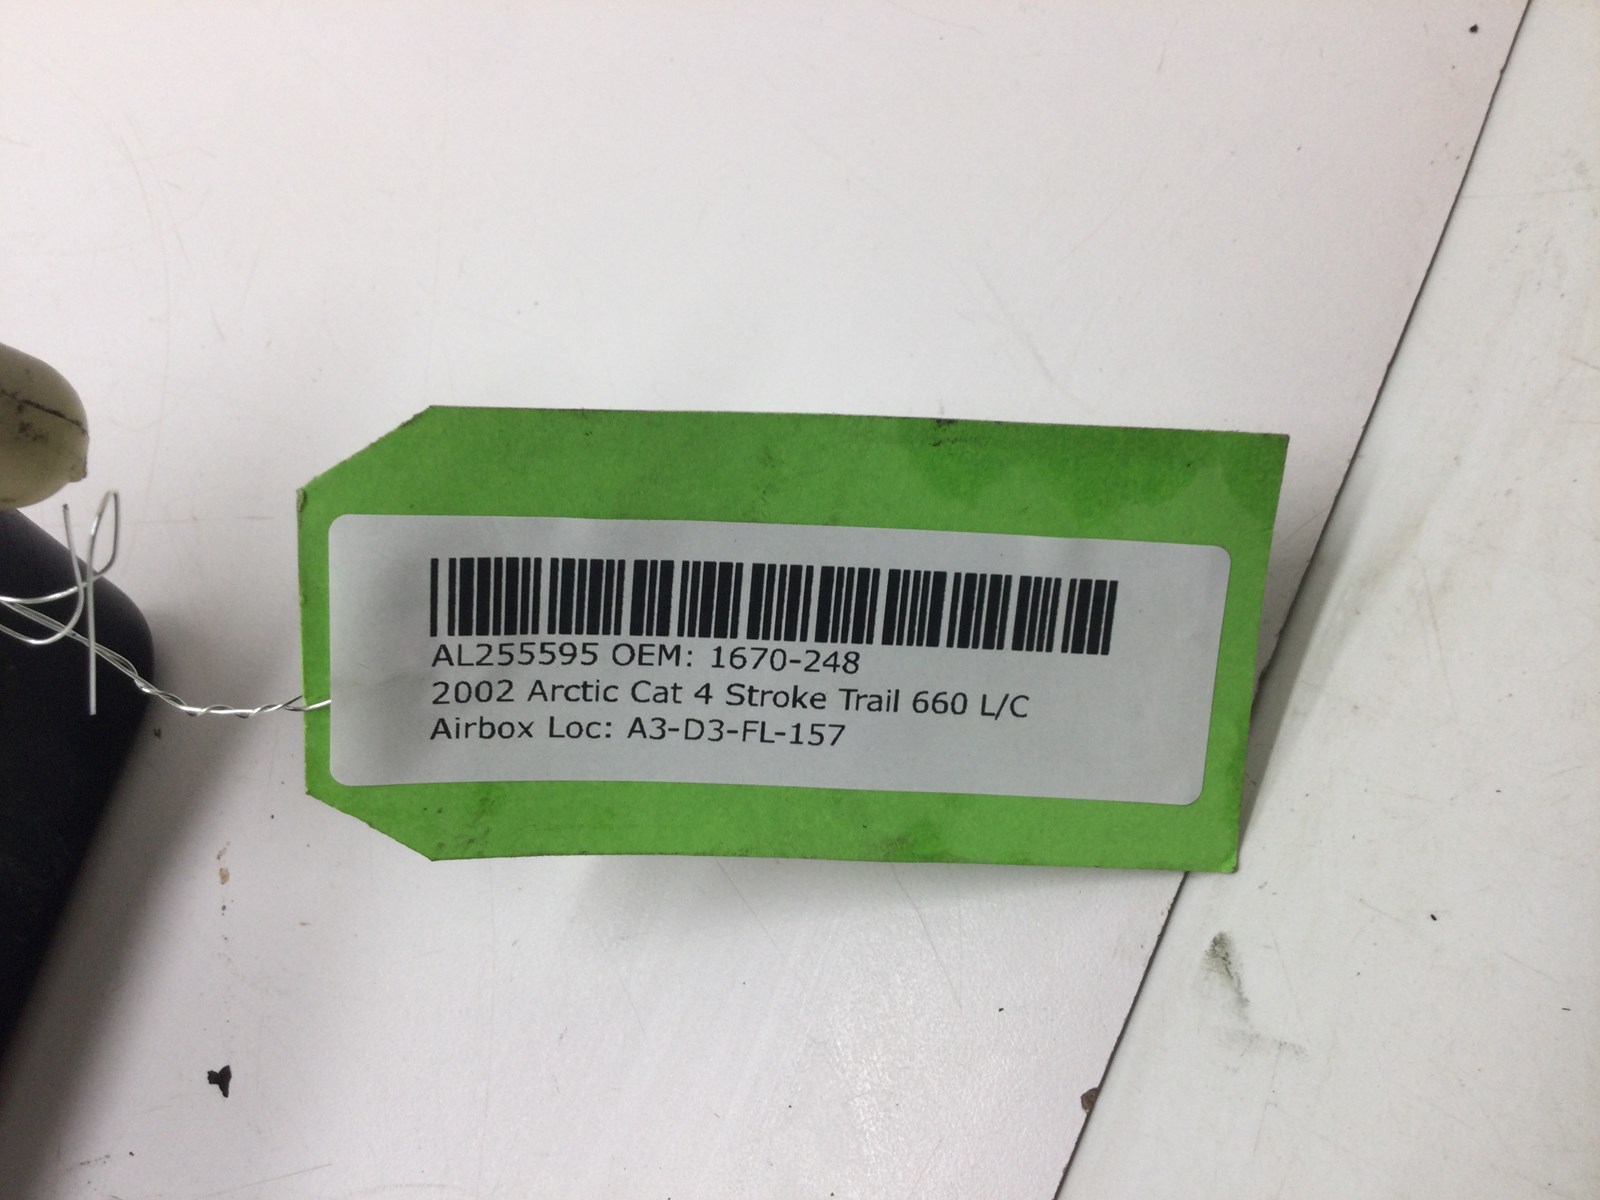 AL255595 OEM: 1670-248
2002 Arctic Cat 4 Stroke Trail 660 L/C
Airbox Loc: A3-D3-FL-157